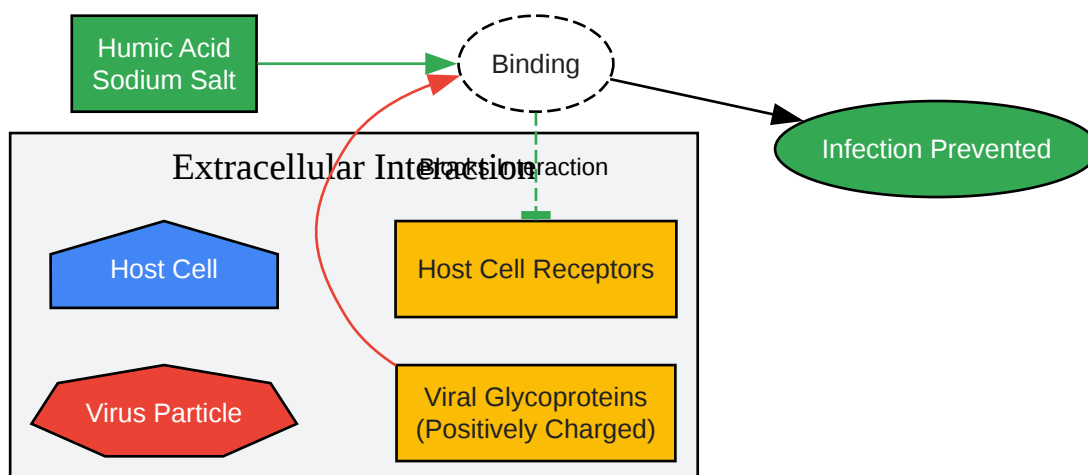 Humic Acid
Sodium Salt
Binding
Infection Prevented
Extracellular Interaction
Blocks Interaction
Host Cell
Host Cell Receptors
Virus Particle
Viral Glycoproteins
(Positively Charged)